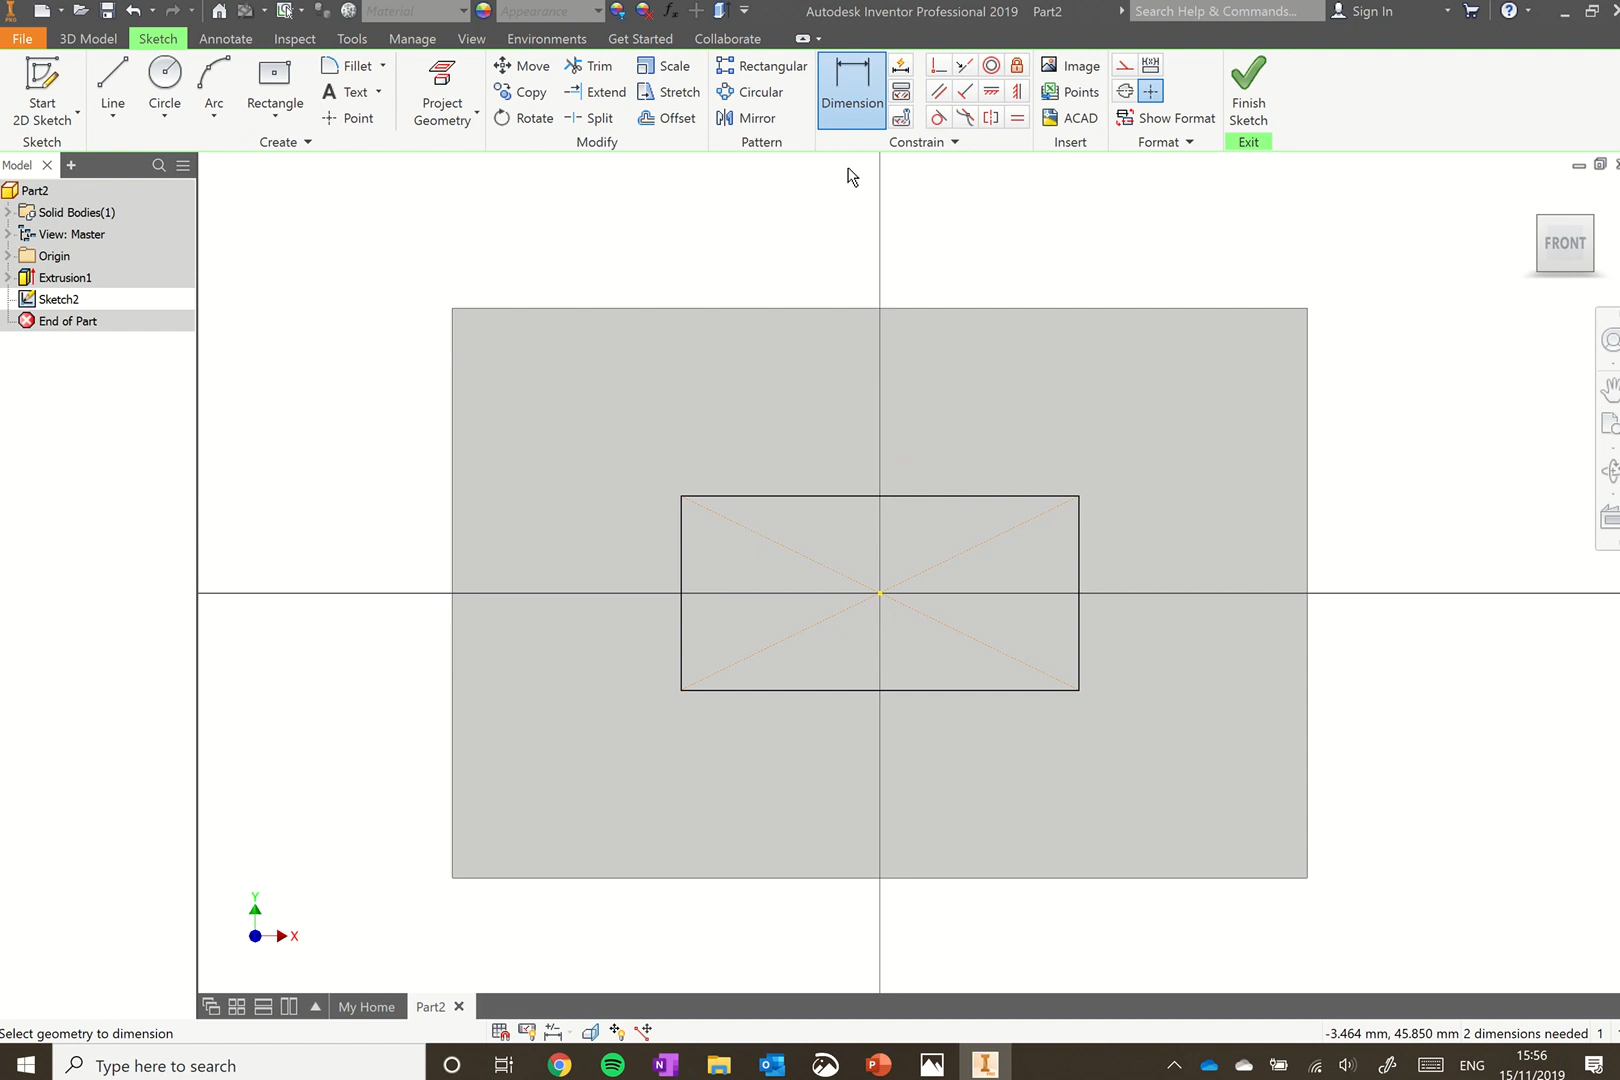 PRO Material Appearance fx Autodesk Inventor Professional 2019 Part2 Search Help & Commands... Sign In
File 3D Model Sketch Annotate Inspect Tools Manage View Environments Get Started Collaborate
Start 2D Sketch
Line
Circle
Arc
Rectangle
Fillet
Text
Point
Project Geometry
Move Trim Scale
Copy Extend Stretch
Rotate Split Offset
Rectangular
Circular
Mirror
Dimension
Image
Points
ACAD
Show Format
Finish Sketch
Sketch Create Modify Pattern Constrain Insert Format Exit
Model
Part2
Solid Bodies(1)
View: Master
Origin
Extrusion1
Sketch2
End of Part
FRONT
Y
X
My Home Part2
Select geometry to dimension
-3.464 mm, 45.850 mm 2 dimensions needed 1
Type here to search
ENG
15:56
15/11/2019